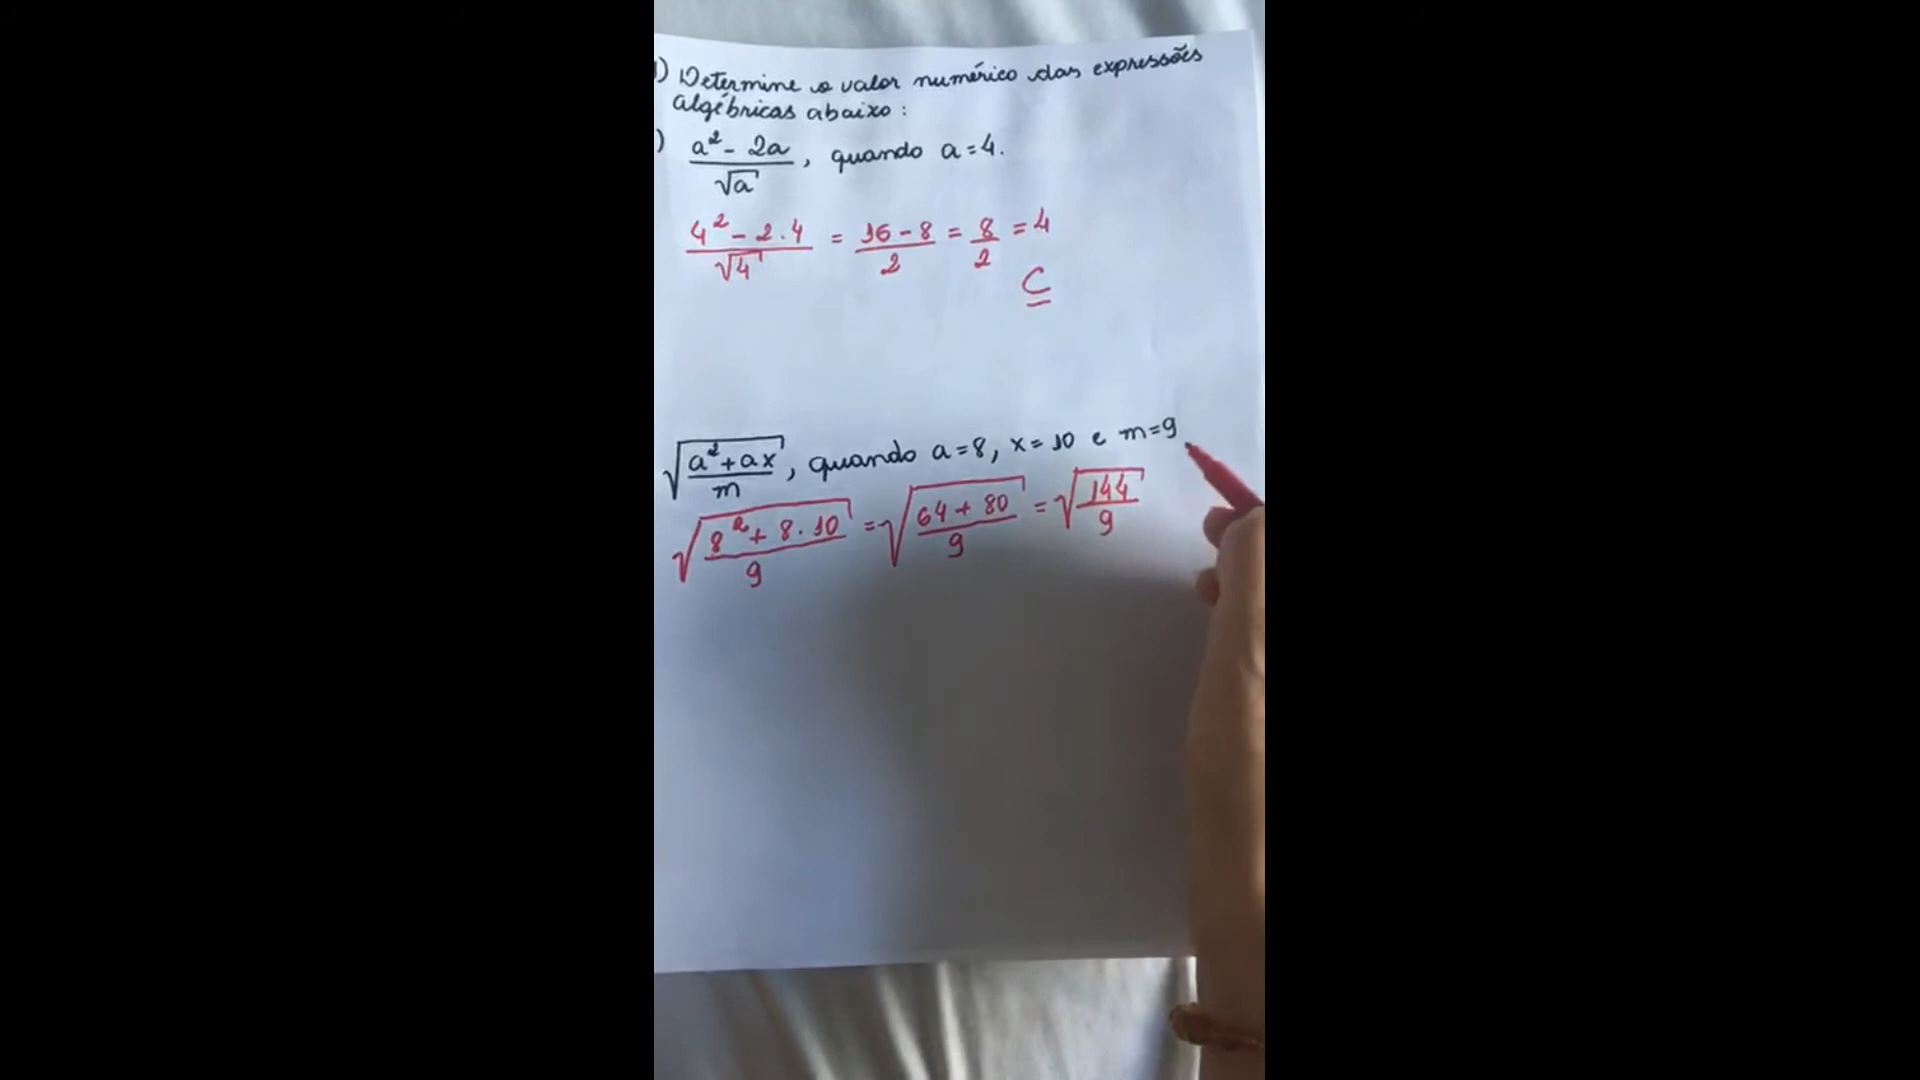 1) Determine o valor numérico das expressões
algébricas abaixo:
) a² - 2a / √a , quando a = 4.
4² - 2 . 4 / √4 = 16 - 8 / 2 = 8 / 2 = 4
C
√(a² + ax / m) , quando a = 8, x = 10 e m = 9
√(8² + 8 . 10 / 9) = √(64 + 80 / 9) = √(144 / 9)